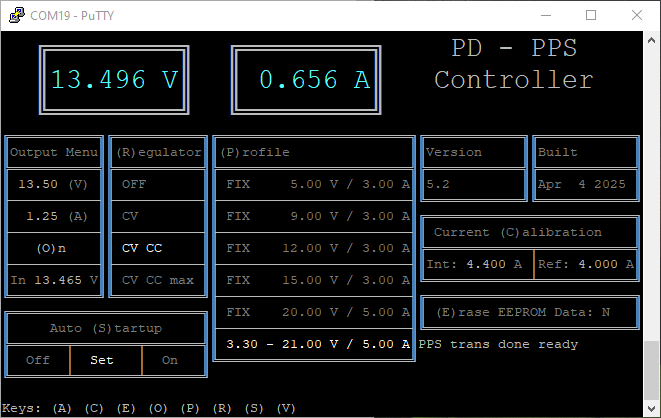 COM19 - PuTTY
13.496 V
0.656 A
PD - PPS
Controller
Output Menu
13.50 (V)
1.25 (A)
(O)n
In 13.465 V
(R)egulator
OFF
CV
CV CC
CV CC max
(P)rofile
FIX 5.00 V / 3.00 A
FIX 9.00 V / 3.00 A
FIX 12.00 V / 3.00 A
FIX 15.00 V / 3.00 A
FIX 20.00 V / 5.00 A
3.30 - 21.00 V / 5.00 A
Version
5.2
Built
Apr 4 2025
Current (C)alibration
Int: 4.400 A
Ref: 4.000 A
(E)rase EEPROM Data: N
PPS trans done ready
Auto (S)tartup
Off Set On
Keys: (A) (C) (E) (O) (P) (R) (S) (V)